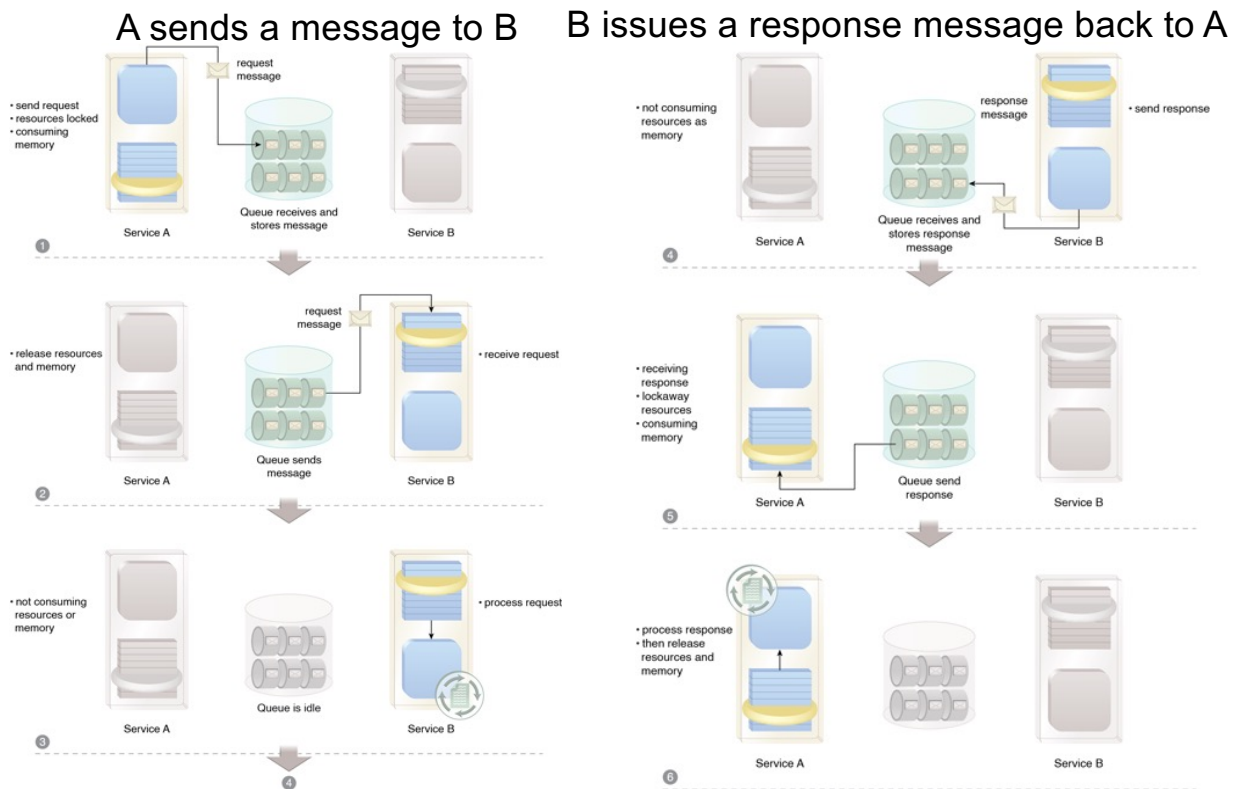 A sends a message to B
request
message
• send request
• resources locked
• consuming
memory
Queue receives and
stores message
Service A
Service B
1
request
message
• release resources
and memory
• receive request
Queue sends
message
Service A
Service B
2
• not consuming
resources or
memory
• process request
Queue is idle
Service A
Service B
3
4
B issues a response message back to A
• not consuming
resources as
memory
response
message
• send response
Queue receives and
stores response
message
Service A
Service B
4
• receiving
response
• lockaway
resources
• consuming
memory
Queue send
response
Service A
Service B
5
• process response
• then release
resources and
memory
Service A
Service B
6